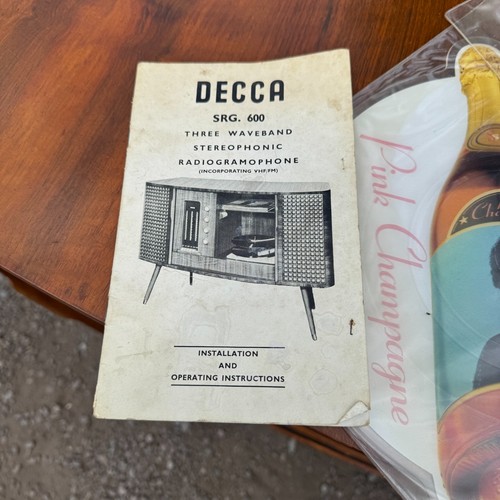 DECCA
SRG. 600
THREE WAVEBAND
STEREOPHONIC
RADIOGRAMOPHONE
(INCORPORATING VHF/FM)
INSTALLATION
AND
OPERATING INSTRUCTIONS
Pink Champagne